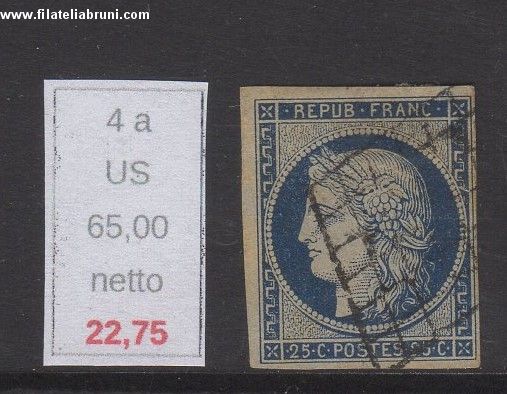 www.filateliabruni.com
4 a
US
65,00
netto
22,75
REPUB·FRANC·
25·C·POSTES·25·C·